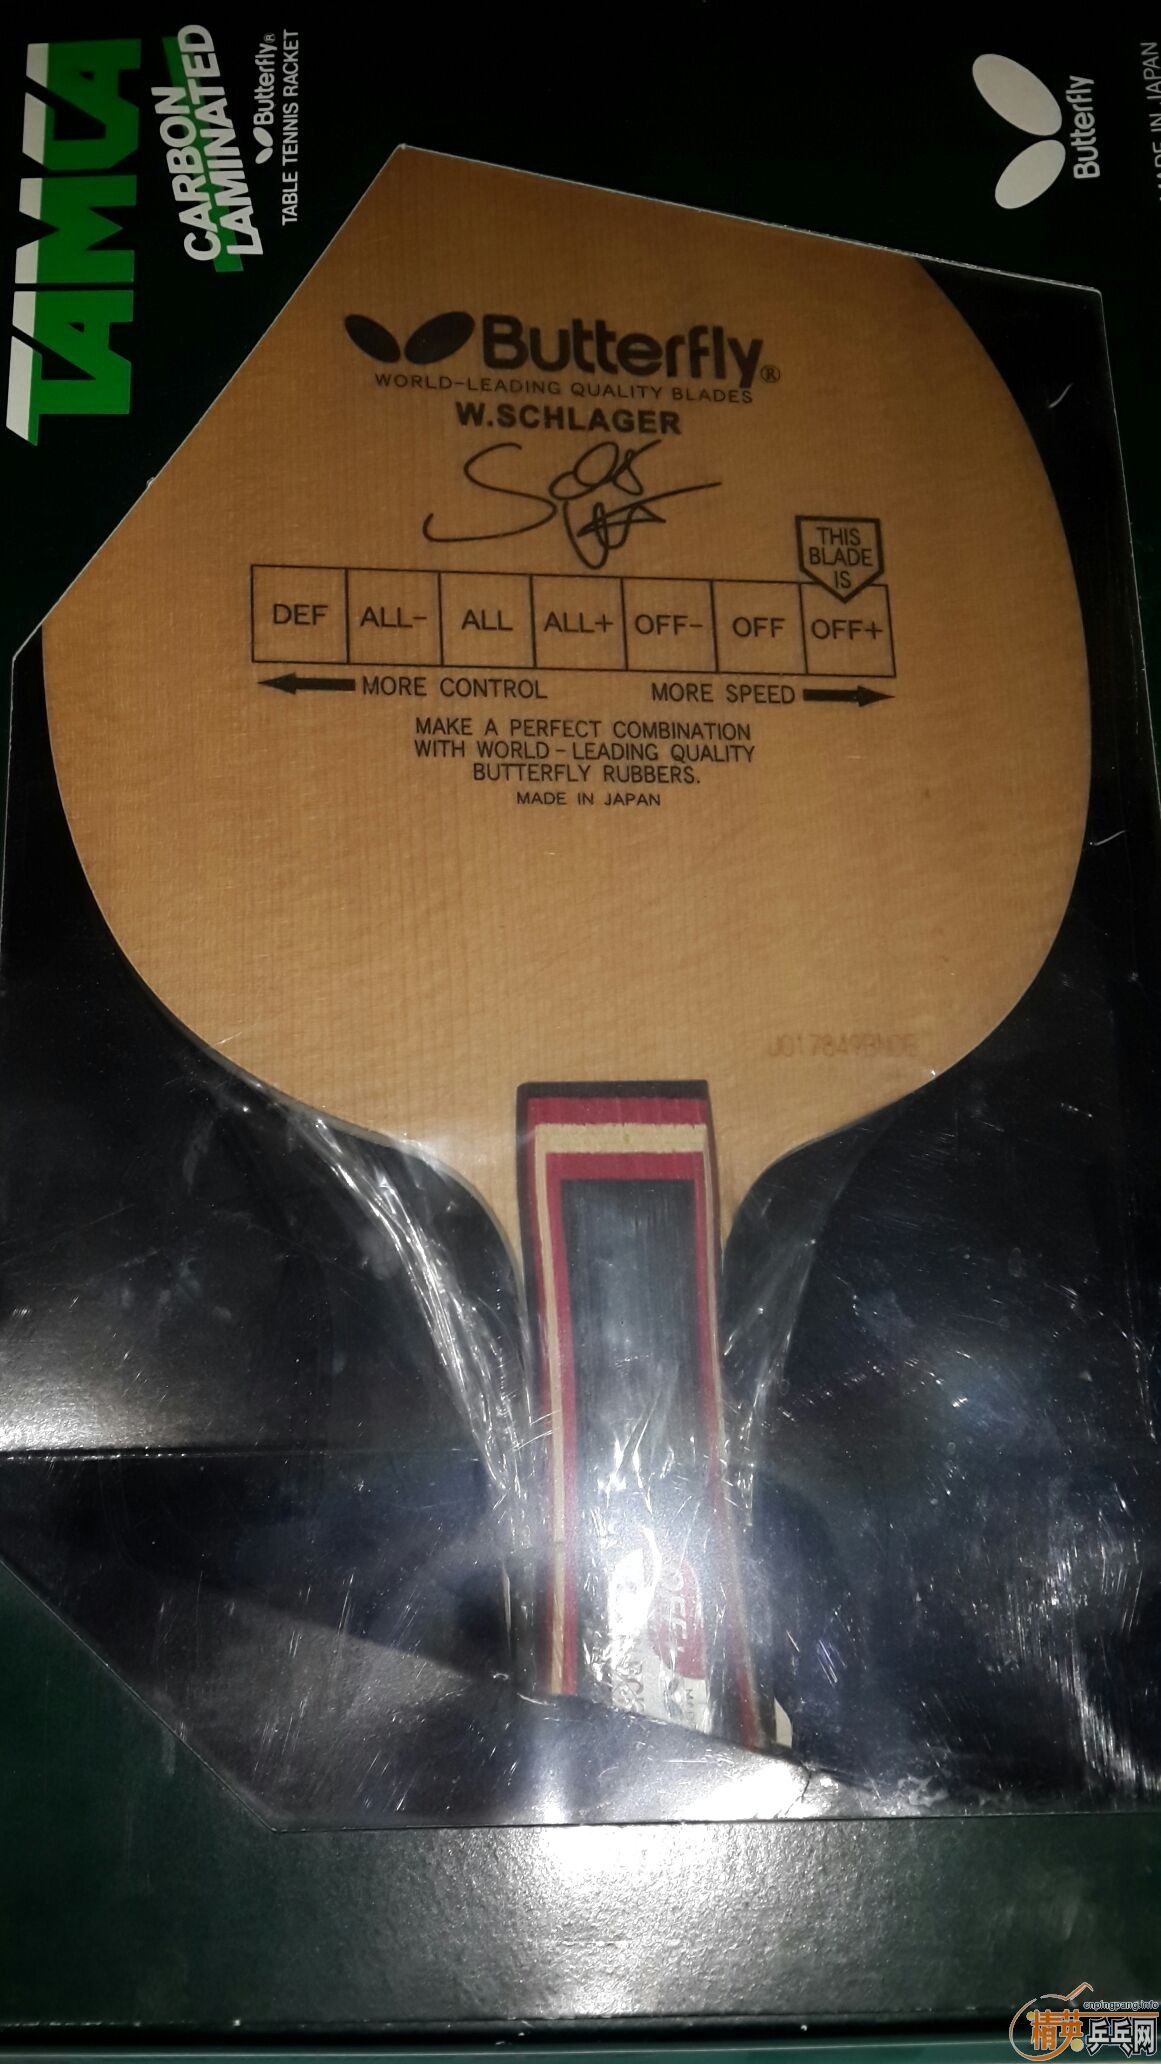 TAMCA
CARBON
LAMINATED
Butterfly®
TABLE TENNIS RACKET
Butterfly
MADE IN JAPAN
Butterfly®
WORLD-LEADING QUALITY BLADES
W.SCHLAGER
THIS
BLADE
IS
DEF ALL- ALL ALL+ OFF- OFF OFF+
MORE CONTROL MORE SPEED
MAKE A PERFECT COMBINATION
WITH WORLD-LEADING QUALITY
BUTTERFLY RUBBERS.
MADE IN JAPAN
cnpingpang.info
精英乒乓网